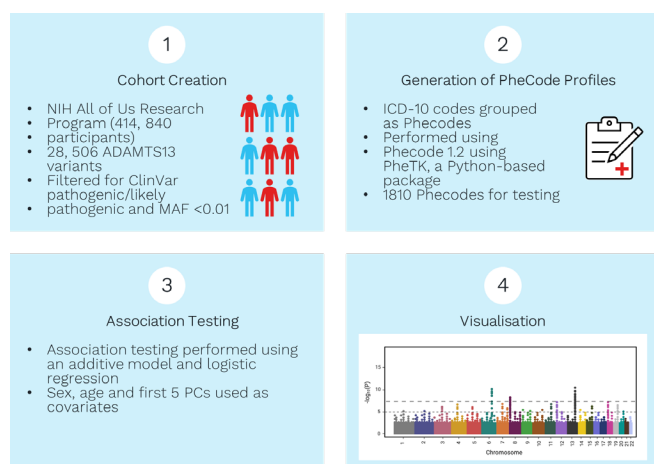 1
Cohort Creation
• NIH All of Us Research
• Program (414, 840
• participants)
• 28, 506 ADAMTS13
variants
• Filtered for ClinVar
pathogenic/likely
• pathogenic and MAF <0.01
2
Generation of PheCode Profiles
• ICD-10 codes grouped
as Phecodes
• Performed using
• Phecode 1.2 using
PheTK, a Python-based
package
• 1810 Phecodes for testing
3
Association Testing
• Association testing performed using
an additive model and logistic
regression
• Sex, age and first 5 PCs used as
covariates
4
Visualisation
-log₁₀(P)
15
10
5
0
1 2 3 4 5 6 7 8 9 10 11 12 13 14 15 16 17 18 19 20 21 22
Chromosome